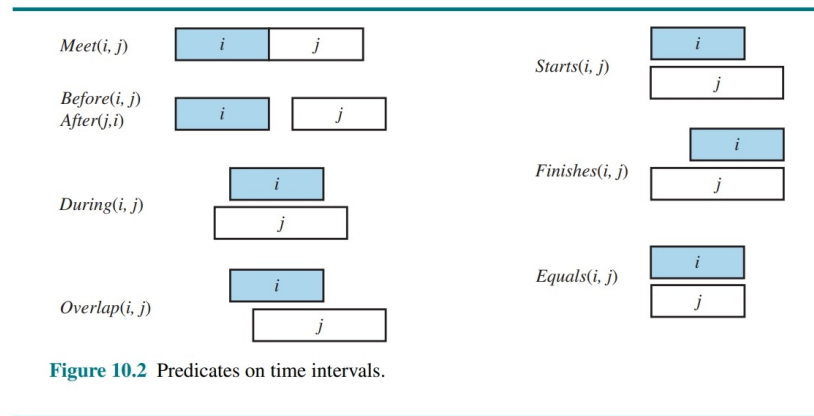 Meet(i, j)
i
j
Before(i, j)
After(j,i)
i
j
During(i, j)
i
j
Overlap(i, j)
i
j
Starts(i, j)
i
j
Finishes(i, j)
i
j
Equals(i, j)
i
j
Figure 10.2 Predicates on time intervals.